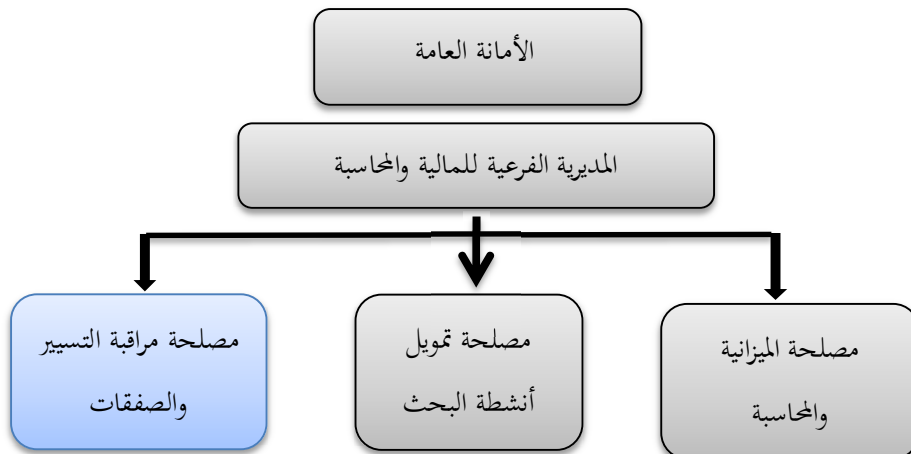 الأمانة العامة
المديرية الفرعية للمالية والمحاسبة
مصلحة الميزانية
والمحاسبة
مصلحة تمويل
أنشطة البحث
مصلحة مراقبة التسيير
والصفقات